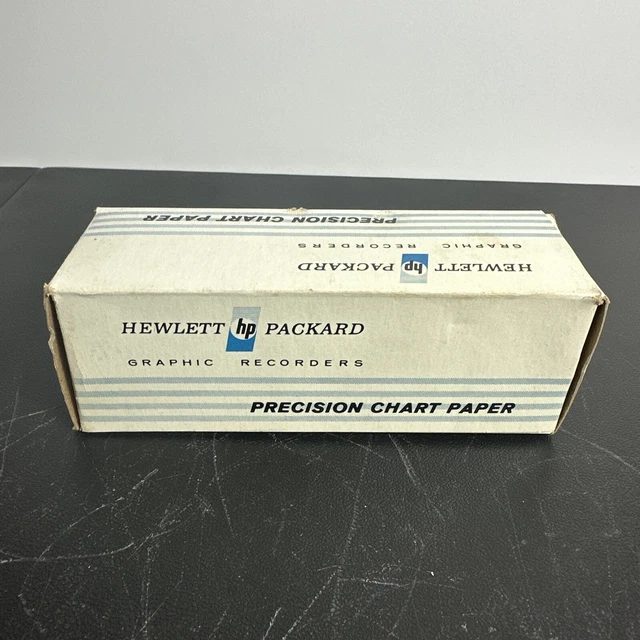 PRECISION CHART PAPER
GRAPHIC RECORDERS
HEWLETT hp PACKARD
HEWLETT hp PACKARD
GRAPHIC RECORDERS
PRECISION CHART PAPER